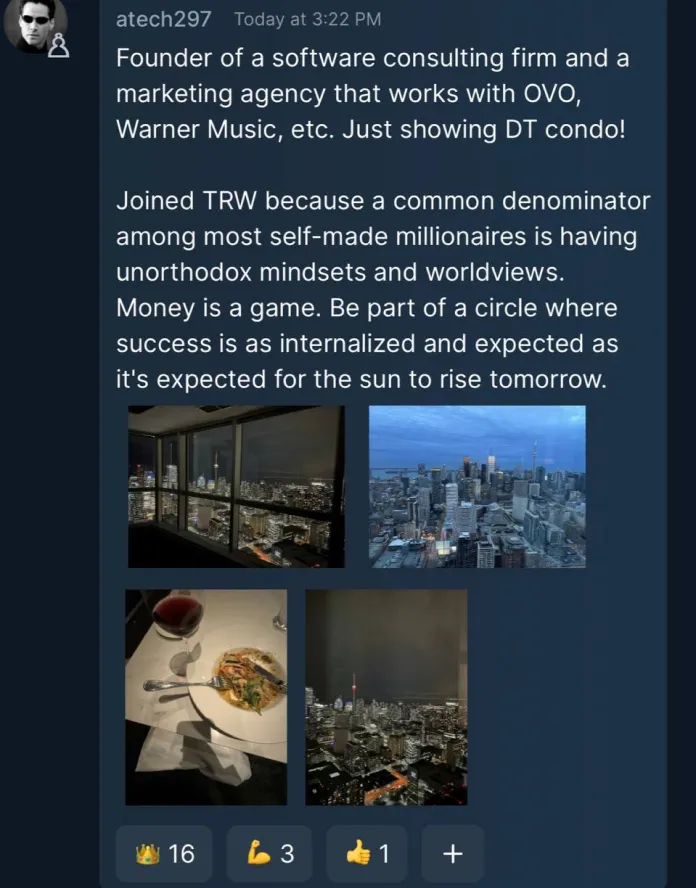 atech297 Today at 3:22 PM
Founder of a software consulting firm and a
marketing agency that works with OVO,
Warner Music, etc. Just showing DT condo!
Joined TRW because a common denominator
among most self-made millionaires is having
unorthodox mindsets and worldviews.
Money is a game. Be part of a circle where
success is as internalized and expected as
it's expected for the sun to rise tomorrow.
👑 16 💪 3 👍 1 +